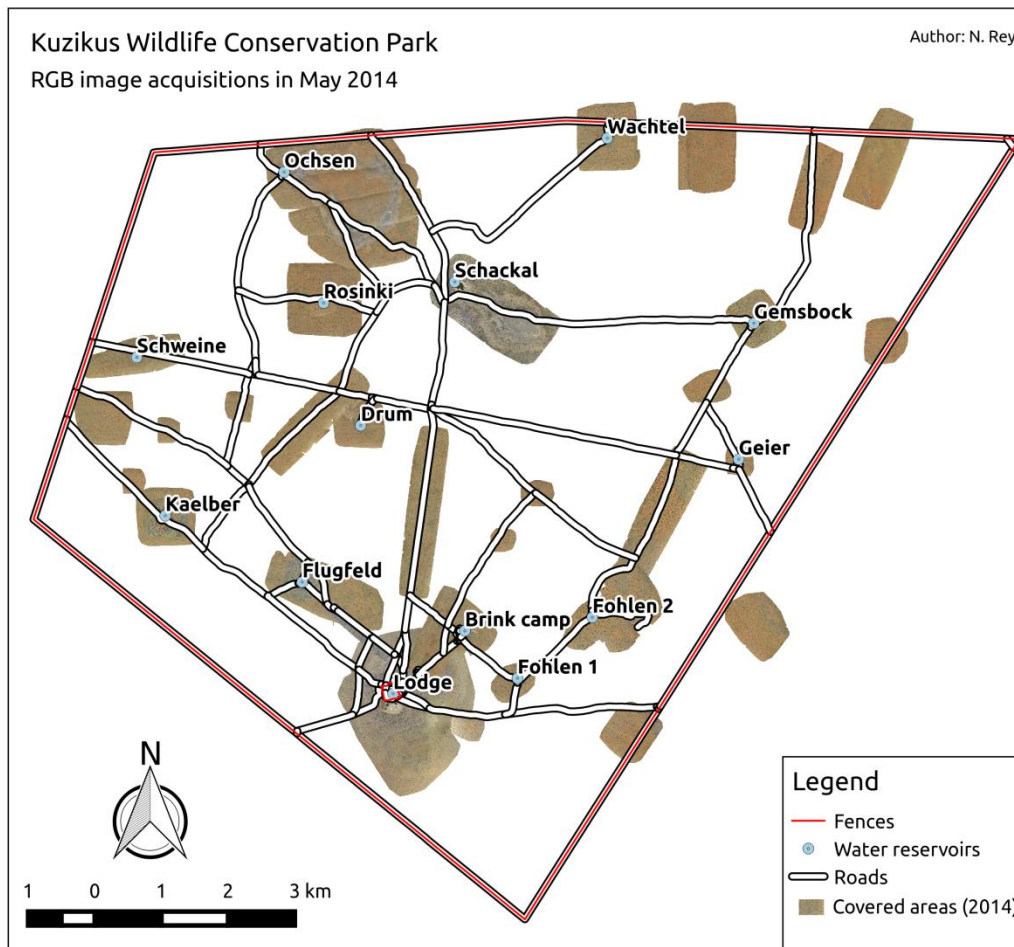 Kuzikus Wildlife Conservation Park
Author: N. Rey
RGB image acquisitions in May 2014
Wachtel
Ochsen
Schackal
Rosinki
Gemsbock
Schweine
Drum
Geier
Kaelber
Flugfeld
Fohlen 2
Brink camp
Fohlen 1
Lodge
N
Legend
Fences
Water reservoirs
Roads
Covered areas (2014)
1 0 1 2 3 km